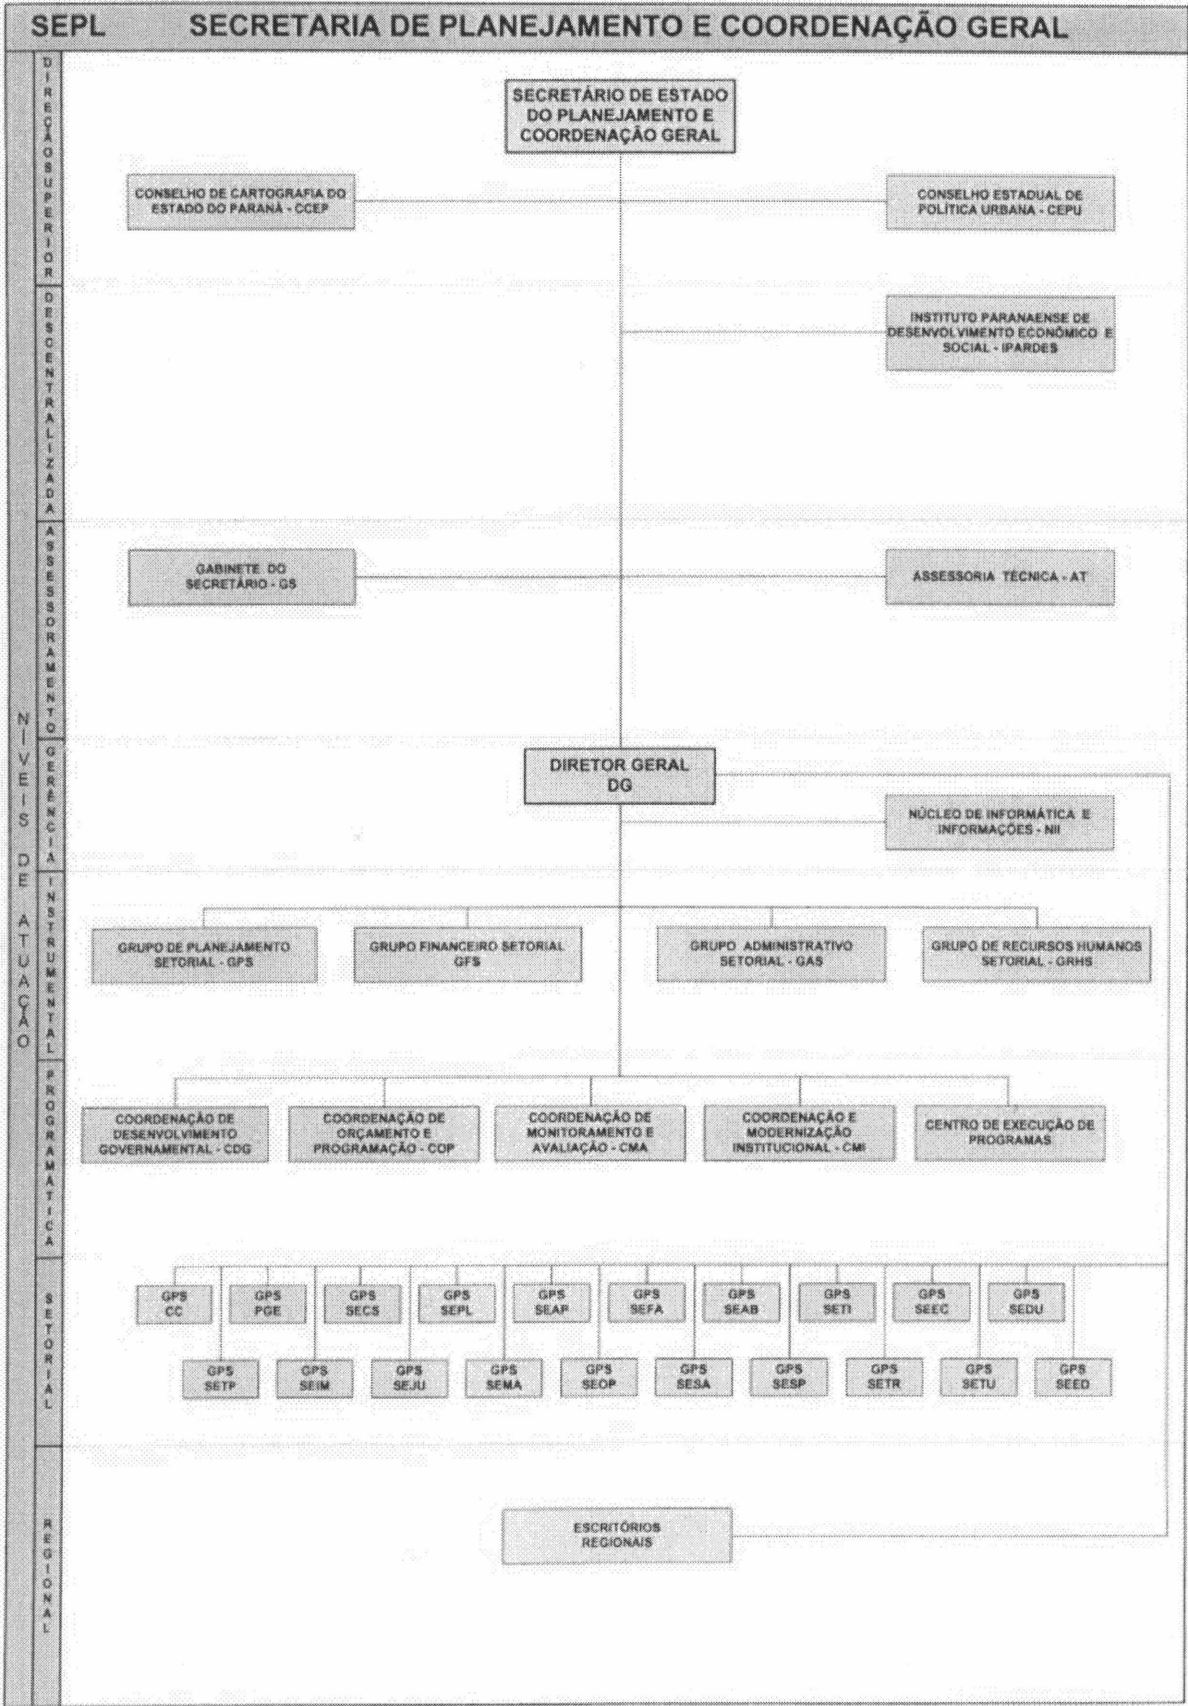 SEPL SECRETARIA DE PLANEJAMENTO E COORDENAÇÃO GERAL
NIVEIS DE ATUAÇÃO
DIREÇÃO SUPERIOR
SECRETÁRIO DE ESTADO
DO PLANEJAMENTO E
COORDENAÇÃO GERAL
CONSELHO DE CARTOGRAFIA DO
ESTADO DO PARANÁ - CCEP
CONSELHO ESTADUAL DE
POLÍTICA URBANA - CEPU
DESCENTRALIZADA
INSTITUTO PARANAENSE DE
DESENVOLVIMENTO ECONÔMICO E
SOCIAL - IPARDES
ASSESSORAMENTO
GABINETE DO
SECRETÁRIO - GS
ASSESSORIA TÉCNICA - AT
GERÊNCIA
DIRETOR GERAL
DG
NÚCLEO DE INFORMÁTICA E
INFORMAÇÕES - NII
INSTRUMENTAL
GRUPO DE PLANEJAMENTO
SETORIAL - GPS
GRUPO FINANCEIRO SETORIAL
GFS
GRUPO ADMINISTRATIVO
SETORIAL - GAS
GRUPO DE RECURSOS HUMANOS
SETORIAL - GRHS
PROGRAMÁTICA
COORDENAÇÃO DE
DESENVOLVIMENTO
GOVERNAMENTAL - CDG
COORDENAÇÃO DE
ORÇAMENTO E
PROGRAMAÇÃO - COP
COORDENAÇÃO DE
MONITORAMENTO E
AVALIAÇÃO - CMA
COORDENAÇÃO E
MODERNIZAÇÃO
INSTITUCIONAL - CMI
CENTRO DE EXECUÇÃO DE
PROGRAMAS
SETORIAL
GPS
CC
GPS
PGE
GPS
SECS
GPS
SEPL
GPS
SEAP
GPS
SEFA
GPS
SEAB
GPS
SETI
GPS
SEEC
GPS
SEDU
GPS
SETP
GPS
SEIM
GPS
SEJU
GPS
SEMA
GPS
SEOP
GPS
SESA
GPS
SESP
GPS
SETR
GPS
SETU
GPS
SEED
REGIONAL
ESCRITÓRIOS
REGIONAIS